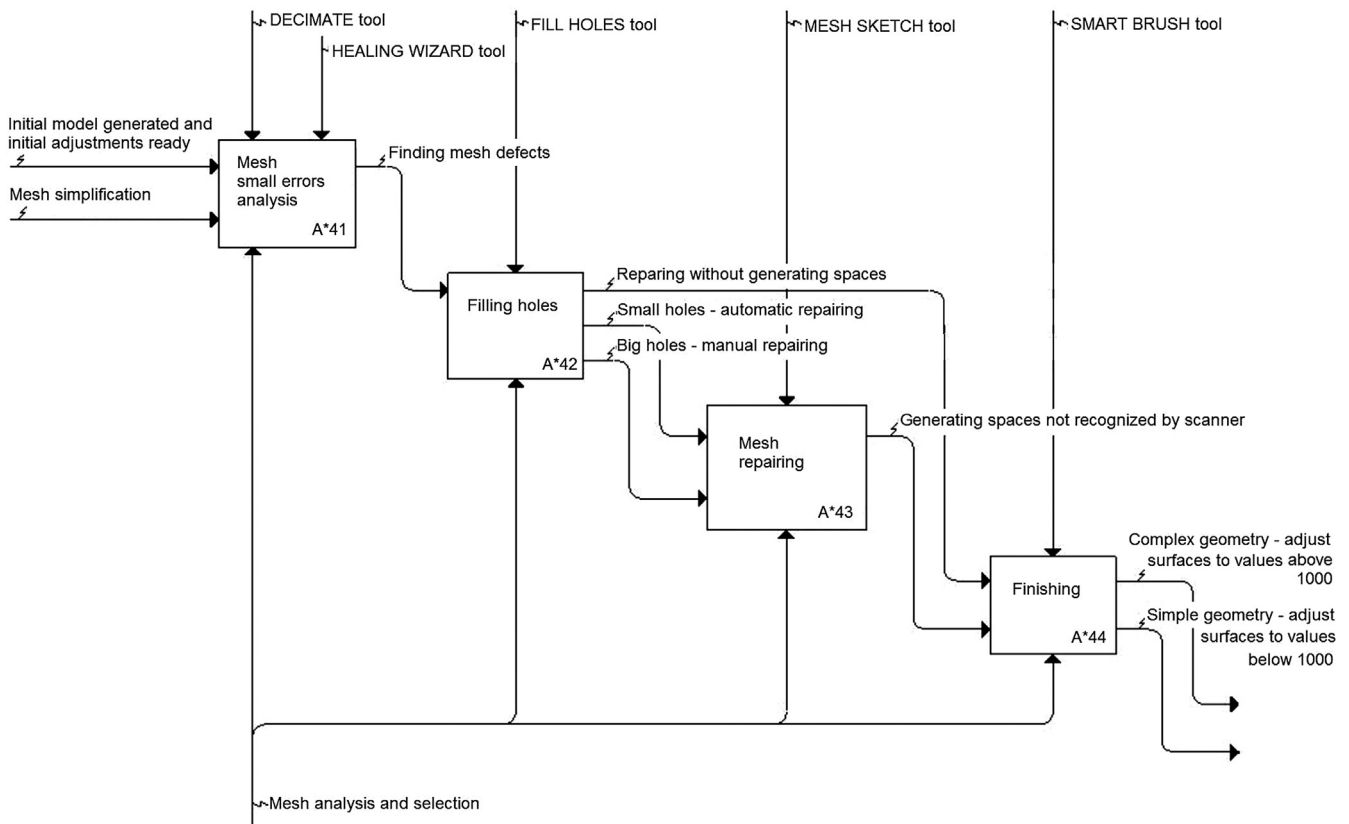 DECIMATE tool
HEALING WIZARD tool
FILL HOLES tool
MESH SKETCH tool
SMART BRUSH tool
Initial model generated and
initial adjustments ready
Mesh simplification
Mesh
small errors
analysis
A*41
Finding mesh defects
Filling holes
A*42
Reparing without generating spaces
Small holes - automatic repairing
Big holes - manual repairing
Mesh
repairing
A*43
Generating spaces not recognized by scanner
Finishing
A*44
Complex geometry - adjust
surfaces to values above
1000
Simple geometry - adjust
surfaces to values
below 1000
Mesh analysis and selection